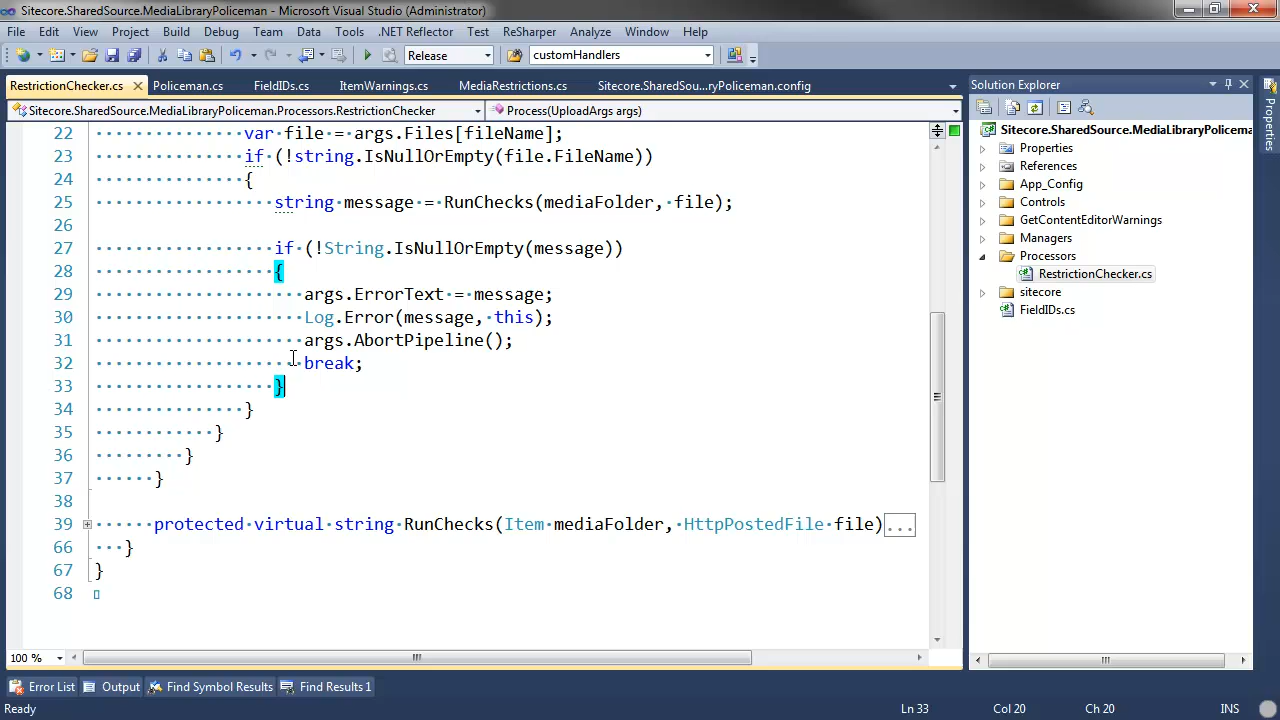 Sitecore.SharedSource.MediaLibraryPoliceman - Microsoft Visual Studio (Administrator)
File Edit View Project Build Debug Team Data Tools .NET Reflector Test ReSharper Analyze Window Help
Release customHandlers
RestrictionChecker.cs Policeman.cs FieldIDs.cs ItemWarnings.cs MediaRestrictions.cs Sitecore.SharedSou...ryPoliceman.config
Sitecore.SharedSource.MediaLibraryPoliceman.Processors.RestrictionChecker Process(UploadArgs args)
22 var file = args.Files[fileName];
23 if (!string.IsNullOrEmpty(file.FileName))
24 {
25 string message = RunChecks(mediaFolder, file);
26
27 if (!String.IsNullOrEmpty(message))
28 {
29 args.ErrorText = message;
30 Log.Error(message, this);
31 args.AbortPipeline();
32 break;
33 }
34 }
35 }
36 }
37 }
38
39 protected virtual string RunChecks(Item mediaFolder, HttpPostedFile file)...
66 }
67 }
68
100 %
Solution Explorer
Sitecore.SharedSource.MediaLibraryPolicema
Properties
References
App_Config
Controls
GetContentEditorWarnings
Managers
Processors
RestrictionChecker.cs
sitecore
FieldIDs.cs
Properties
Error List Output Find Symbol Results Find Results 1
Ready Ln 33 Col 20 Ch 20 INS